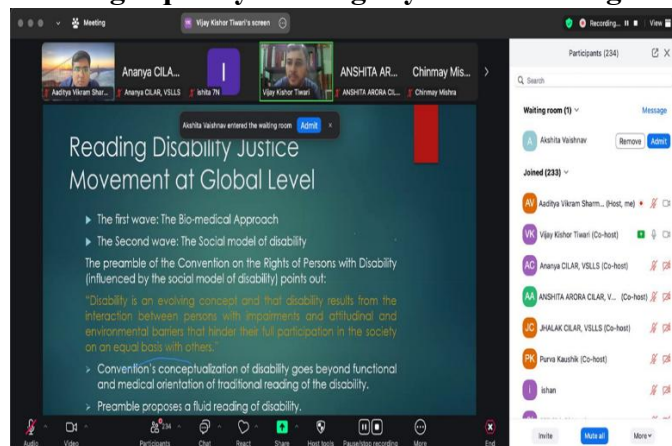 Meeting
Vijay Kishor Tiwari's screen
Recording...
View
Aaditya Vikram Shar...
Ananya CILA...
Ananya CILAR, VSLLS
I
ishita 7N
Vijay Kishor Tiwari
ANSHITA AR...
ANSHITA ARORA CIL...
Chinmay Mis...
Chinmay Mishra
Akshita Vaishnav entered the waiting room
Admit
Reading Disability Justice
Movement at Global Level
The first wave: The Bio-medical Approach
The Second wave: The Social model of disability
The preamble of the Convention on the Rights of Persons with Disability
(influenced by the social model of disability) points out:
"Disability is an evolving concept and that disability results from the
interaction between persons with impairments and attitudinal and
environmental barriers that hinder their full participation in the society
on an equal basis with others."
Convention's conceptualization of disability goes beyond functional
and medical orientation of traditional reading of the disability.
Preamble proposes a fluid reading of disability.
Audio
Video
234
Participants
Chat
React
Share
Host tools
Pause/stop recording
More
End
Participants (234)
Search
Waiting room (1)
Message
A
Akshita Vaishnav
Remove
Admit
Joined (233)
AV
Aaditya Vikram Sharm... (Host, me)
VK
Vijay Kishor Tiwari (Co-host)
AC
Ananya CILAR, VSLLS (Co-host)
AA
ANSHITA ARORA CILAR, V... (Co-host)
JC
JHALAK CILAR, VSLLS (Co-host)
PK
Purva Kaushik (Co-host)
I
ishan
Invite
Mute all
More